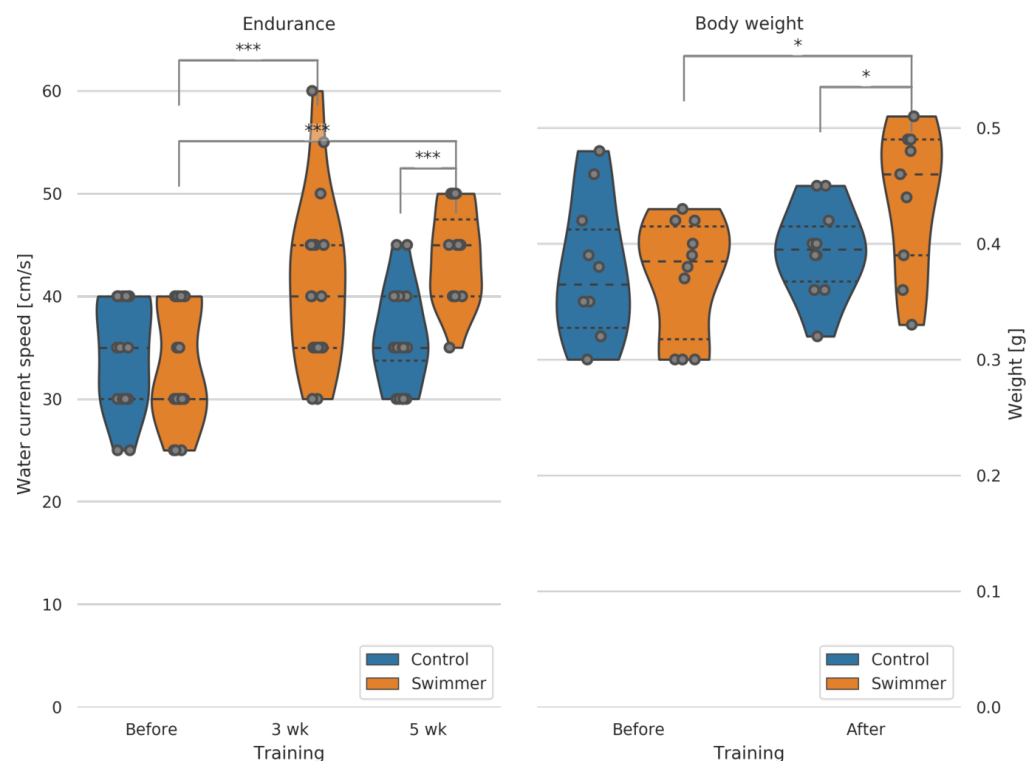 Endurance
Body weight
***
*
*
***
***
60
50
40
30
20
10
0
Water current speed [cm/s]
Before
3 wk
5 wk
Training
Control
Swimmer
0.5
0.4
0.3
0.2
0.1
0.0
Weight [g]
Before
After
Training
Control
Swimmer